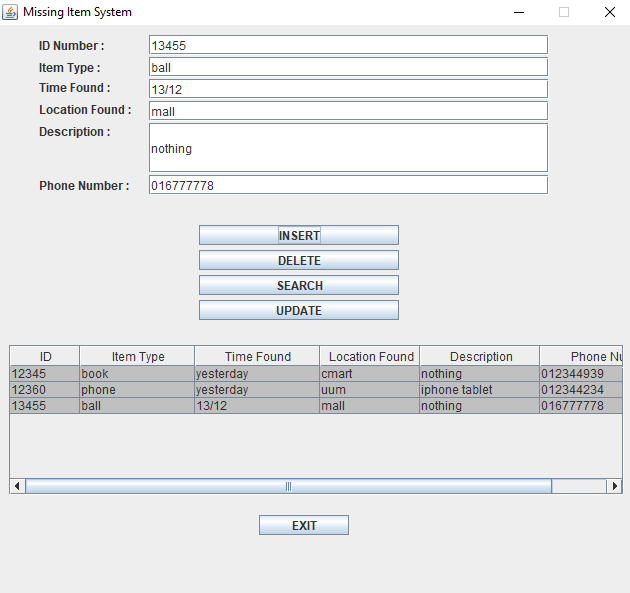 Missing Item System
ID Number : 13455
Item Type : ball
Time Found : 13/12
Location Found : mall
Description : nothing
Phone Number : 016777778
INSERT
DELETE
SEARCH
UPDATE
ID Item Type Time Found Location Found Description Phone Nu
12345 book yesterday cmart nothing 012344939
12360 phone yesterday uum iphone tablet 012344234
13455 ball 13/12 mall nothing 016777778
EXIT